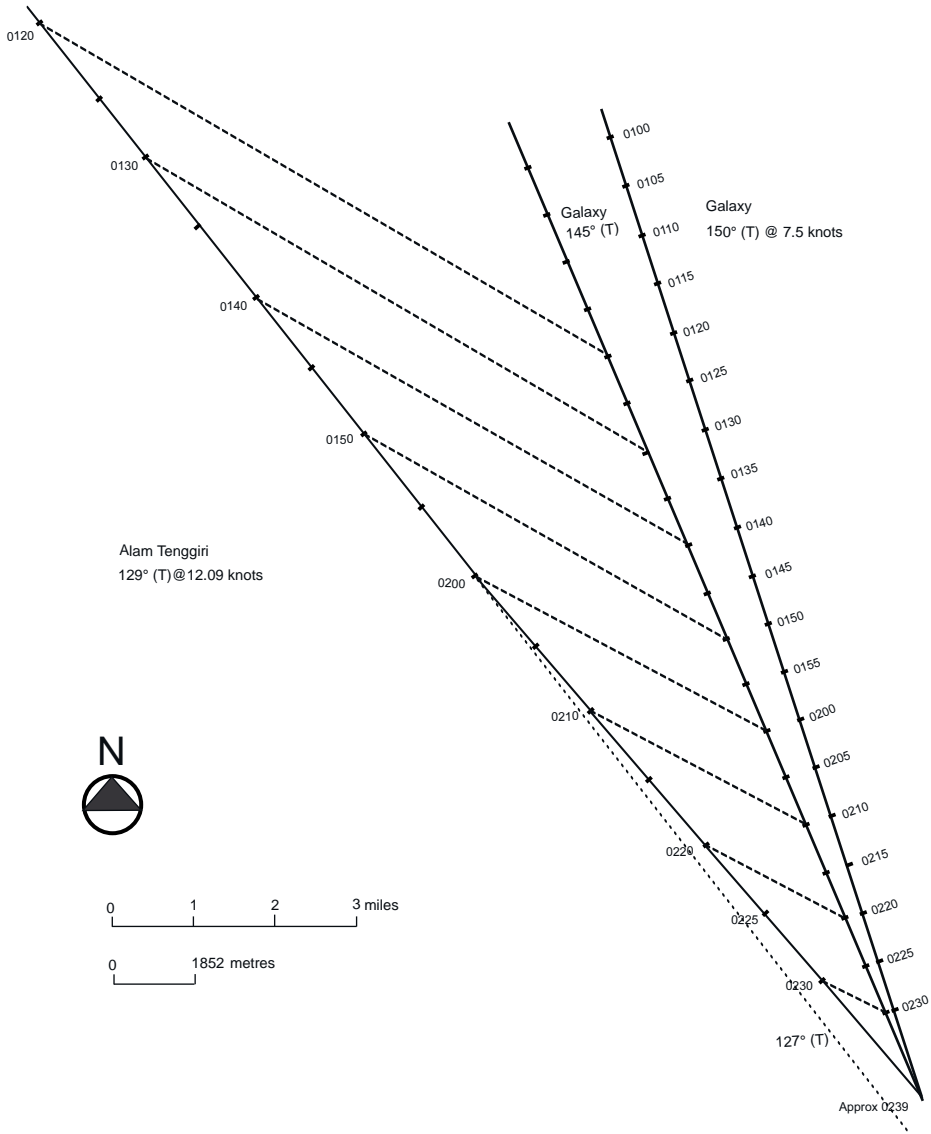 0120
0130
0140
0150
0200
0210
0220
0225
0230
Galaxy
145° (T)
0100
0105
0110
0115
0120
0125
0130
0135
0140
0145
0150
0155
0200
0205
0210
0215
0220
0225
0230
Galaxy
150° (T) @ 7.5 knots
Alam Tenggiri
129° (T)@12.09 knots
N
0 1 2 3 miles
0 1852 metres
127° (T)
Approx 0239